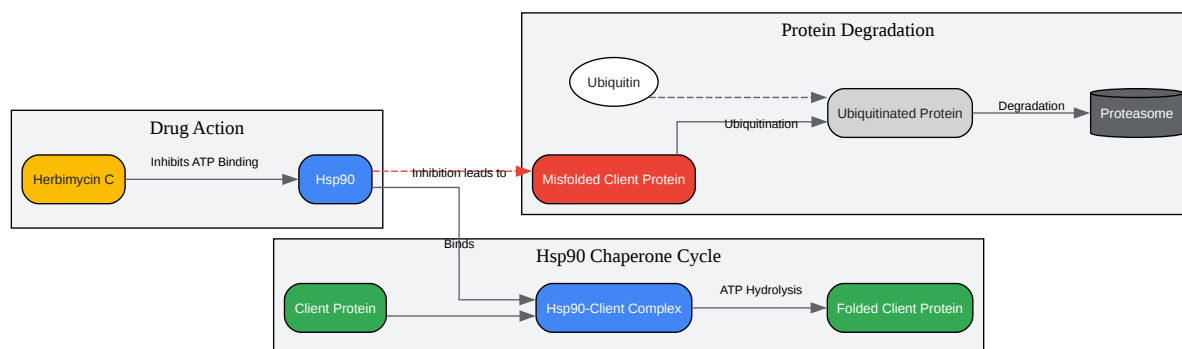 Protein Degradation
Ubiquitin
Ubiquitinated Protein
Degradation
Proteasome
Ubiquitination
Drug Action
Inhibits ATP Binding
Herbimycin C
Hsp90
Inhibition leads to
Misfolded Client Protein
Binds
Hsp90 Chaperone Cycle
Client Protein
Hsp90-Client Complex
ATP Hydrolysis
Folded Client Protein